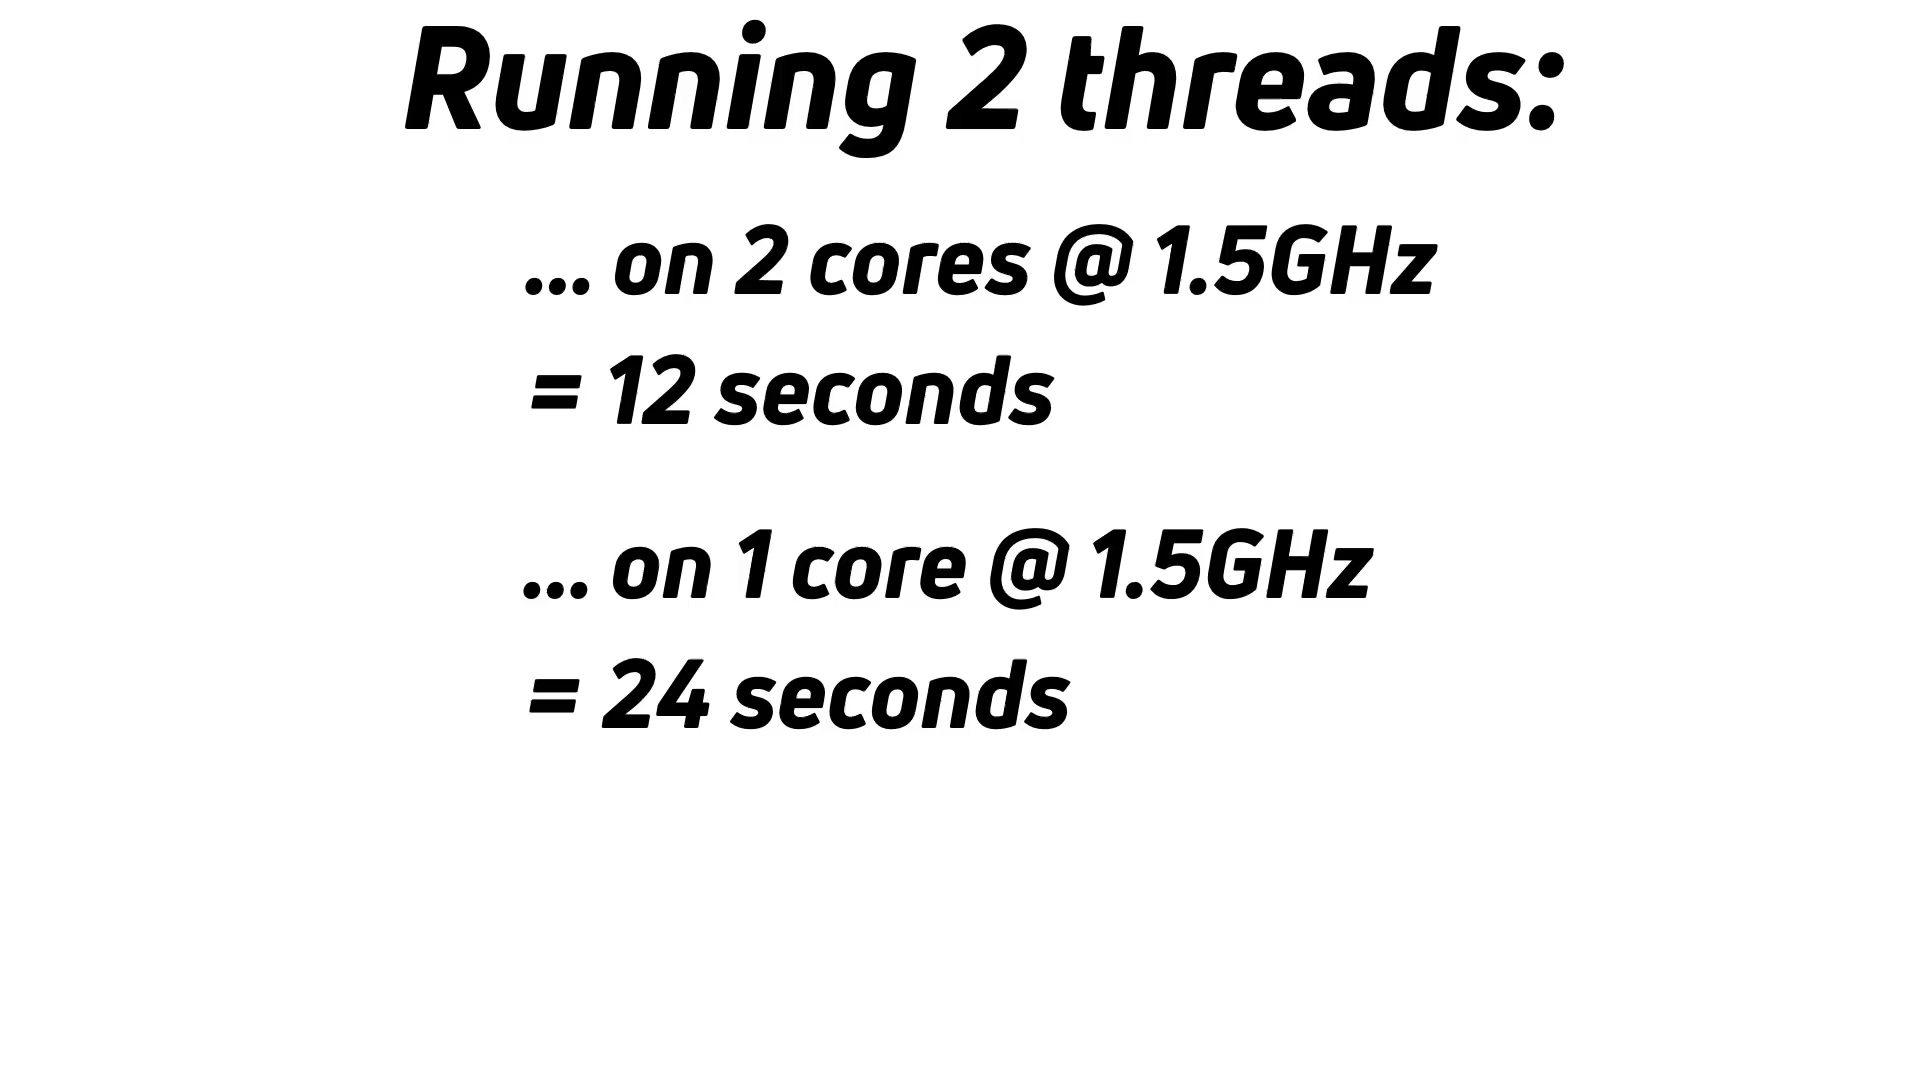 Running 2 threads:
... on 2 cores @ 1.5GHz
= 12 seconds
... on 1 core @ 1.5GHz
= 24 seconds